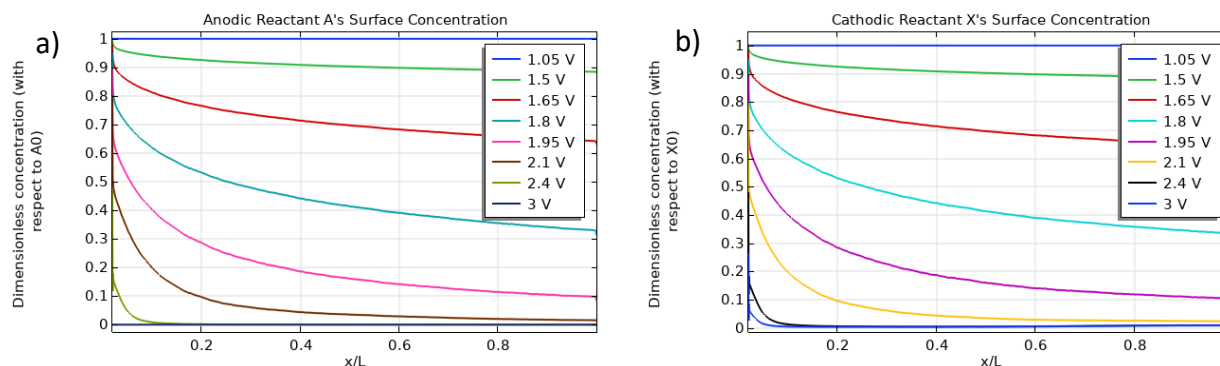 a)
Anodic Reactant A's Surface Concentration
Dimensionless concentration (with
respect to A0)
1
0.9
0.8
0.7
0.6
0.5
0.4
0.3
0.2
0.1
0
1.05 V
1.5 V
1.65 V
1.8 V
1.95 V
2.1 V
2.4 V
3 V
0.2
0.4
0.6
0.8
x/L
b)
Cathodic Reactant X's Surface Concentration
Dimensionless concentration (with
respect to X0)
1
0.9
0.8
0.7
0.6
0.5
0.4
0.3
0.2
0.1
0
1.05 V
1.5 V
1.65 V
1.8 V
1.95 V
2.1 V
2.4 V
3 V
0.2
0.4
0.6
0.8
x/L